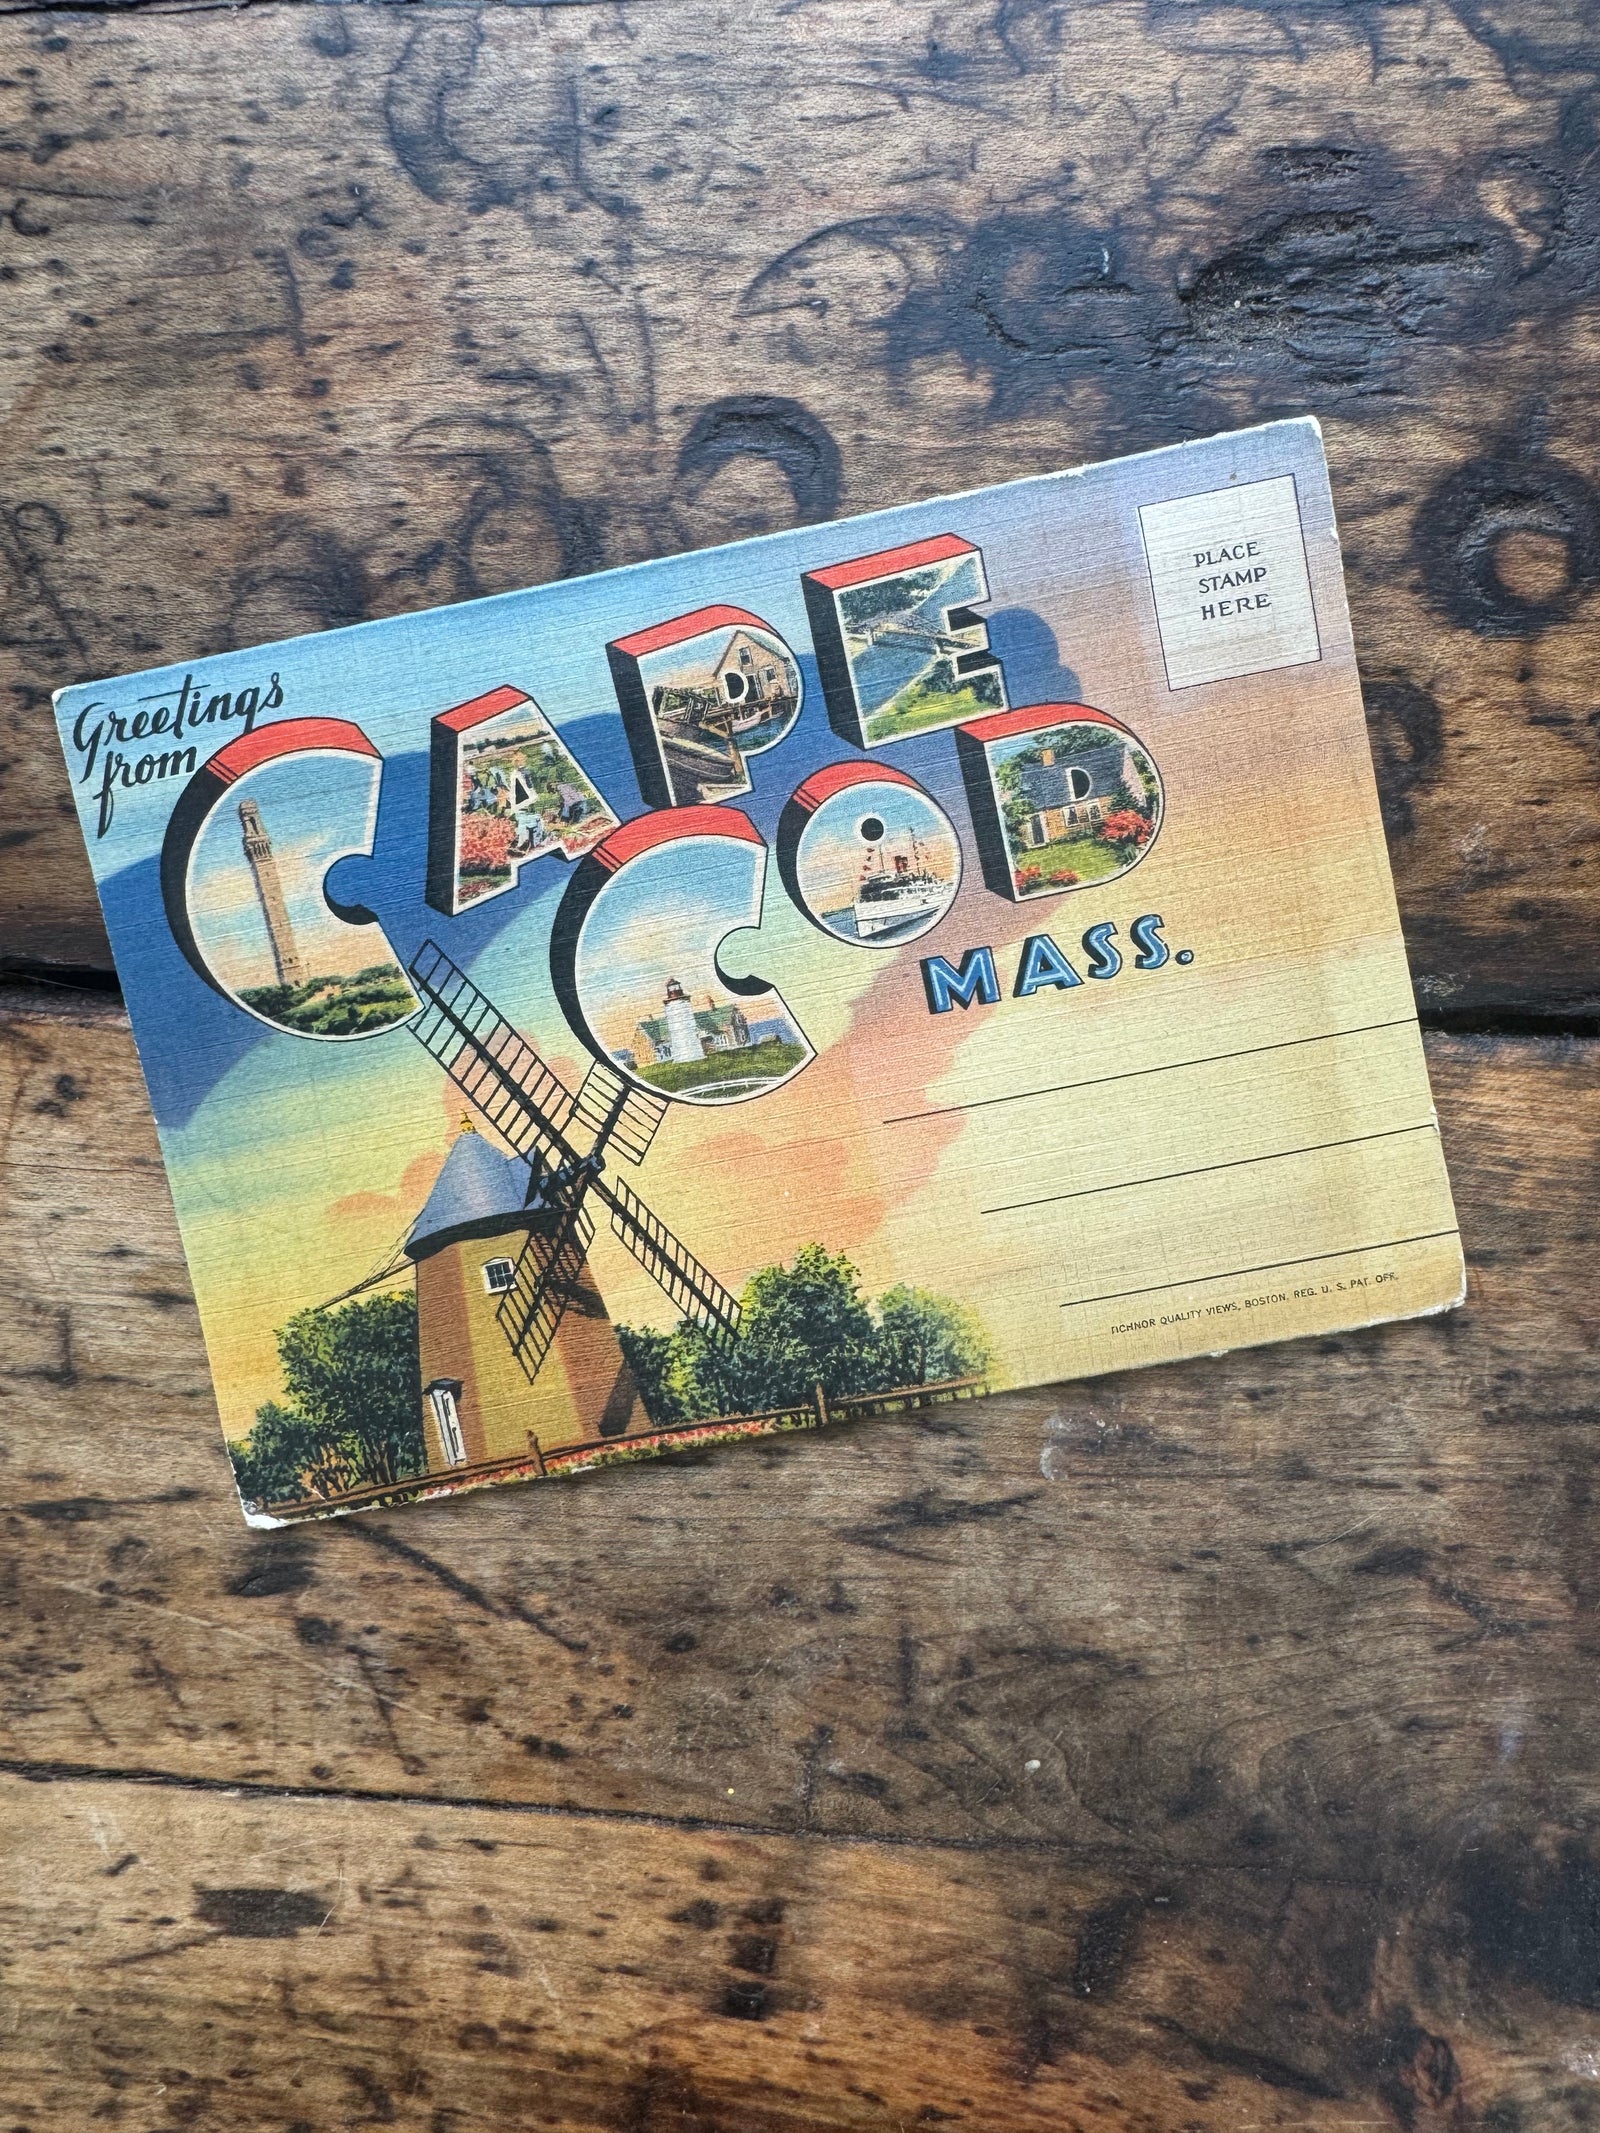 Greetings
from
CAPE
COD
MASS.
PLACE
STAMP
HERE
TICHNOR QUALITY VIEWS, BOSTON. REG. U. S. PAT. OFF.